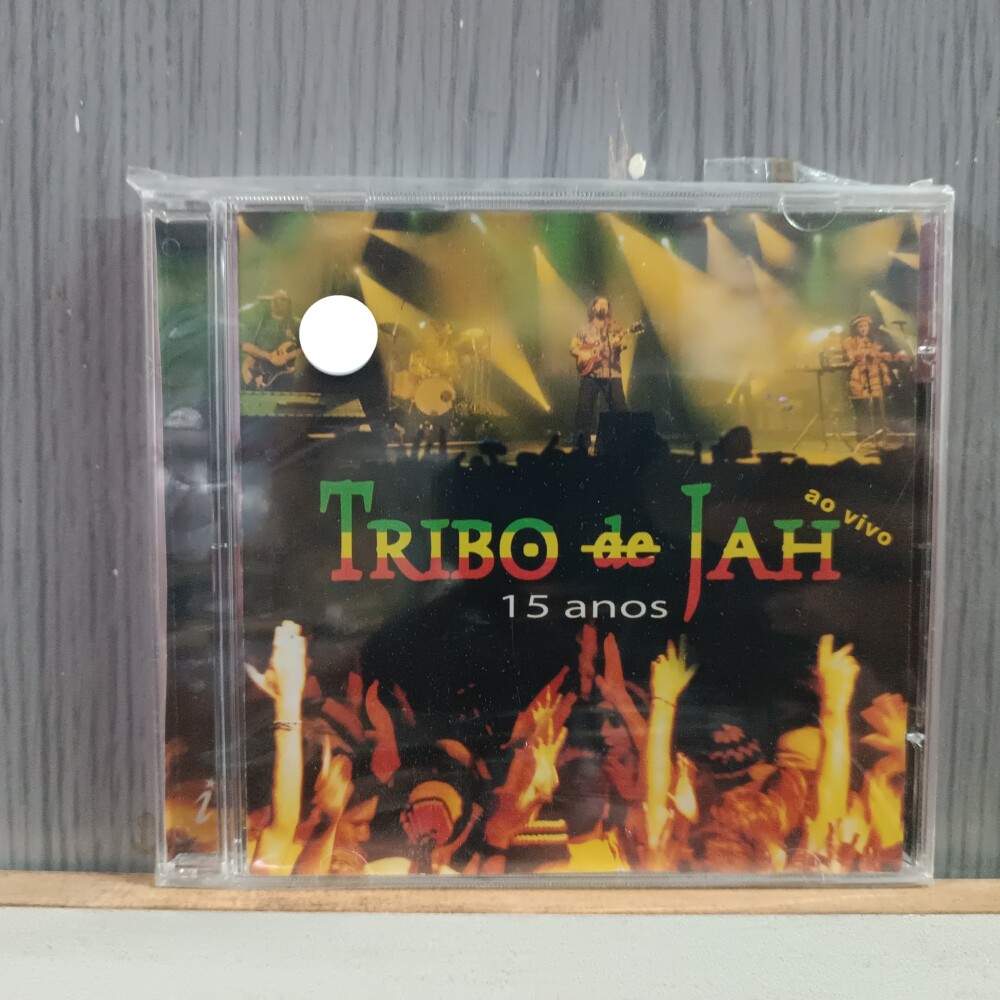 TRIBO de JAH
ao vivo
15 anos
i